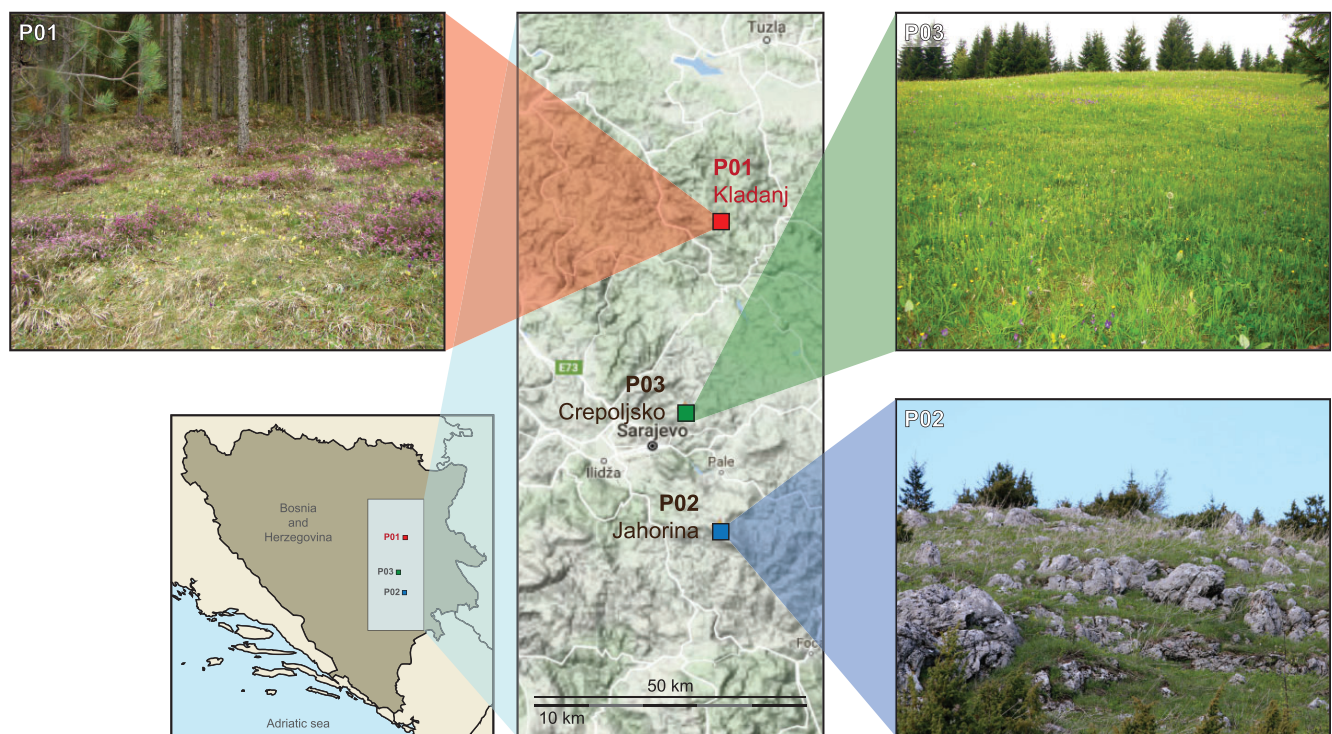 P01
Tuzla
P03
P01
Kladanj
E73
P03
Crepoljsko
Sarajevo
Ilidža
Pale
P02
P02
Jahorina
Bosnia
and
Herzegovina
P01
P03
P02
Foč
50 km
10 km
Adriatic sea